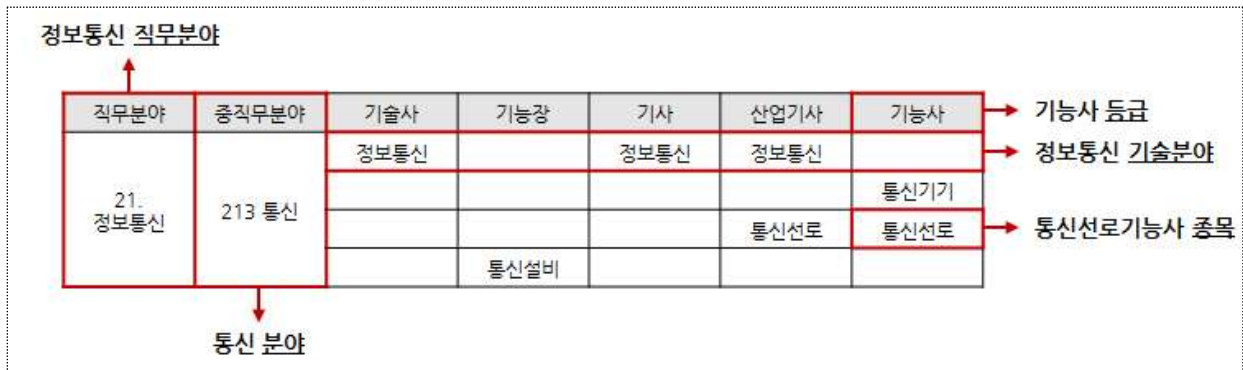 정보통신 직무분야
직무분야 중직무분야 기술사 기능장 기사 산업기사 기능사
기능사 등급
정보통신 정보통신 정보통신
정보통신 기술분야
21.
정보통신
213 통신
통신기기
통신선로 통신선로
통신선로기능사 종목
통신설비
통신 분야